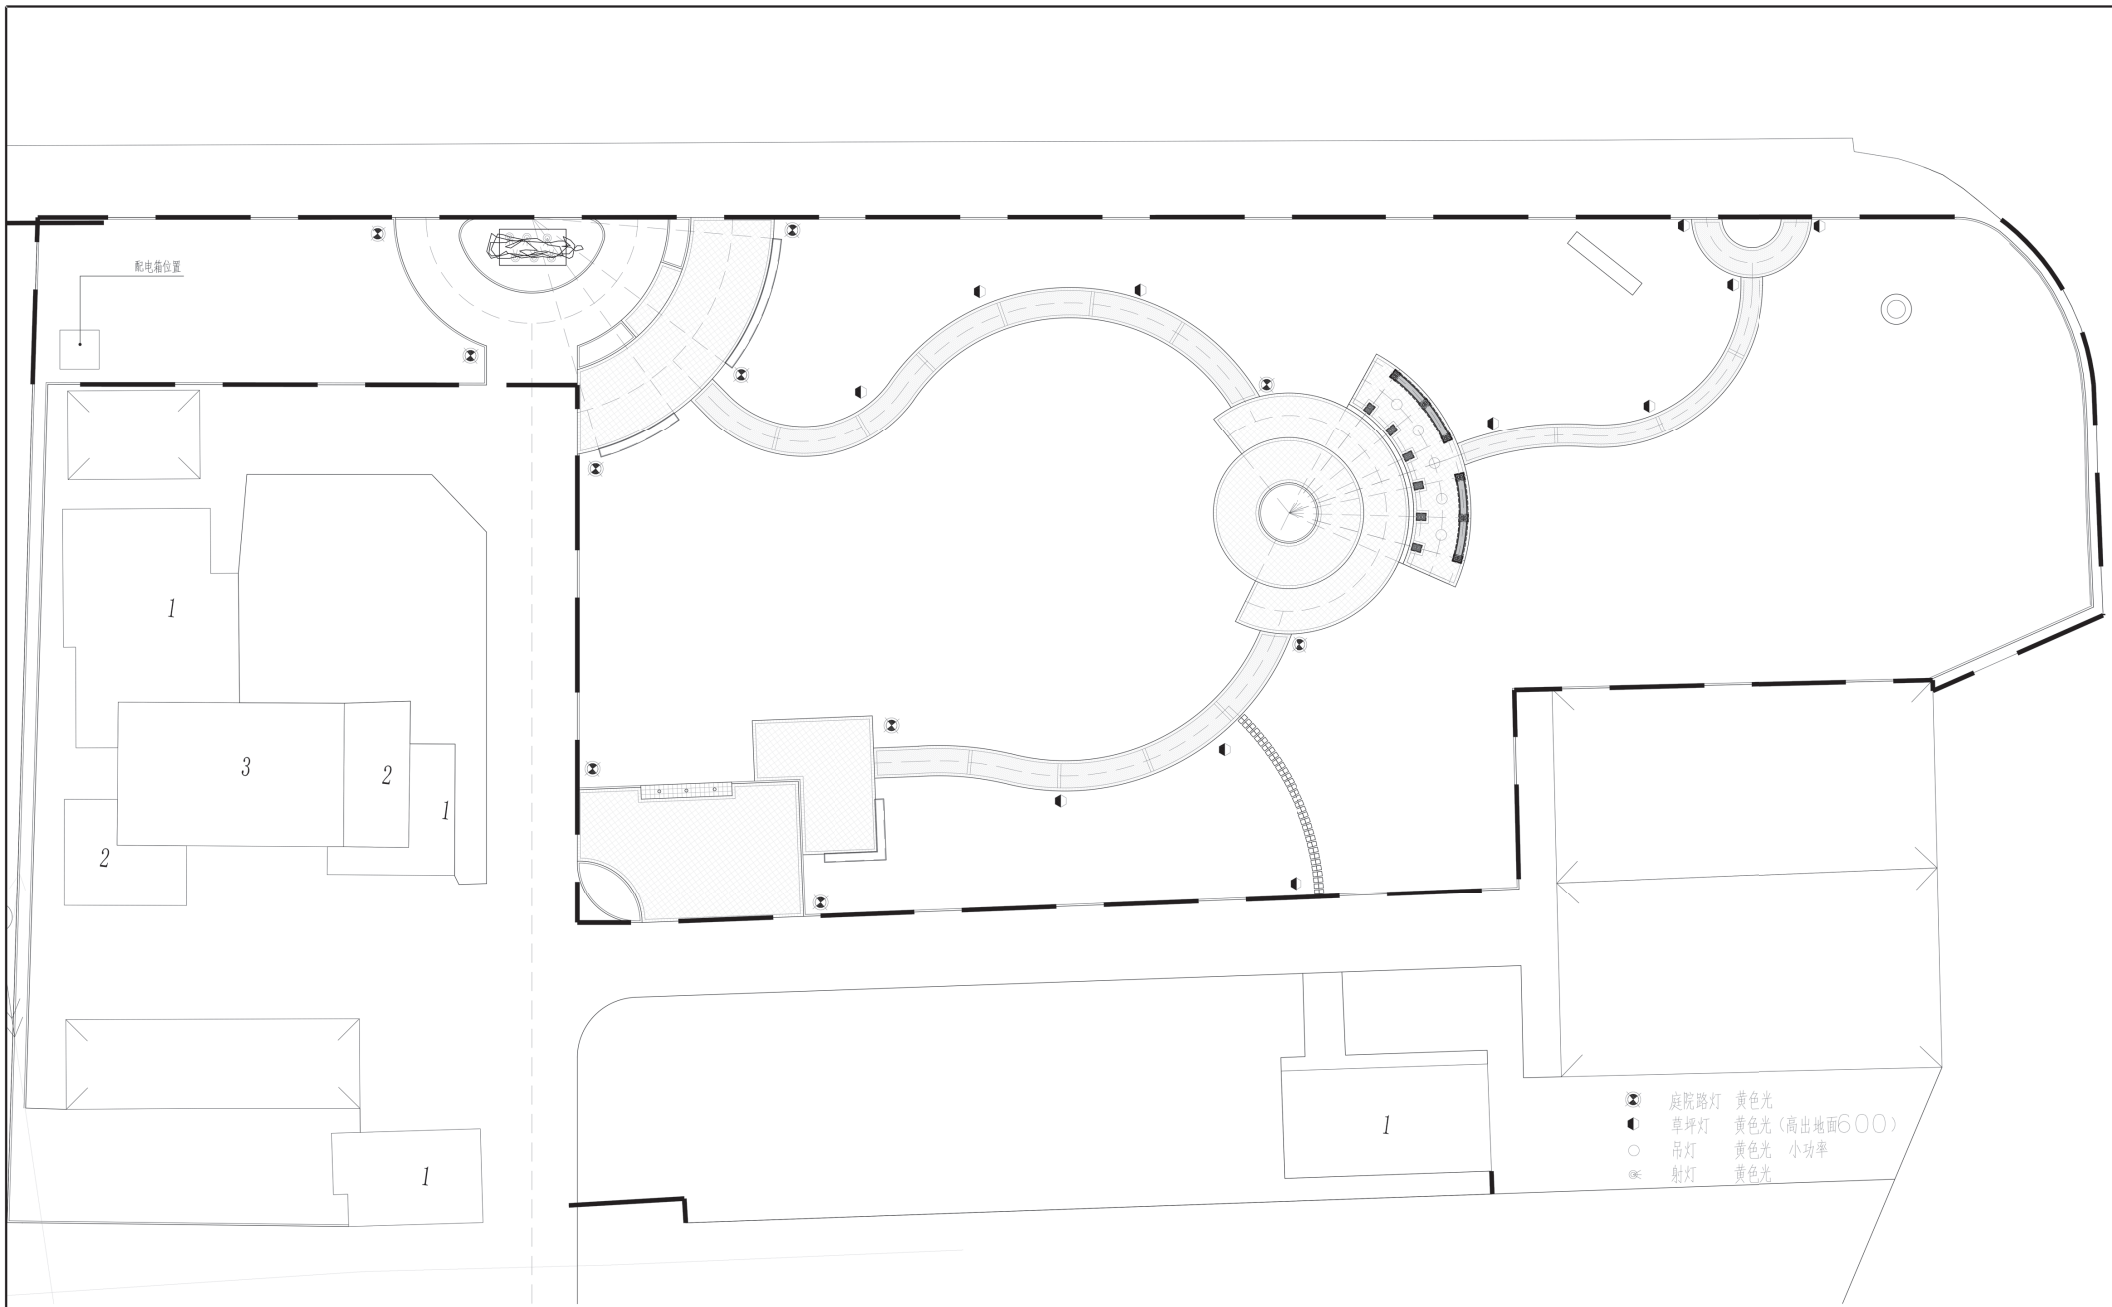 配电箱位置
1
3
2
1
2
1
1
庭院路灯 黄色光
草坪灯 黄色光(高出地面600)
吊灯 黄色光 小功率
射灯 黄色光